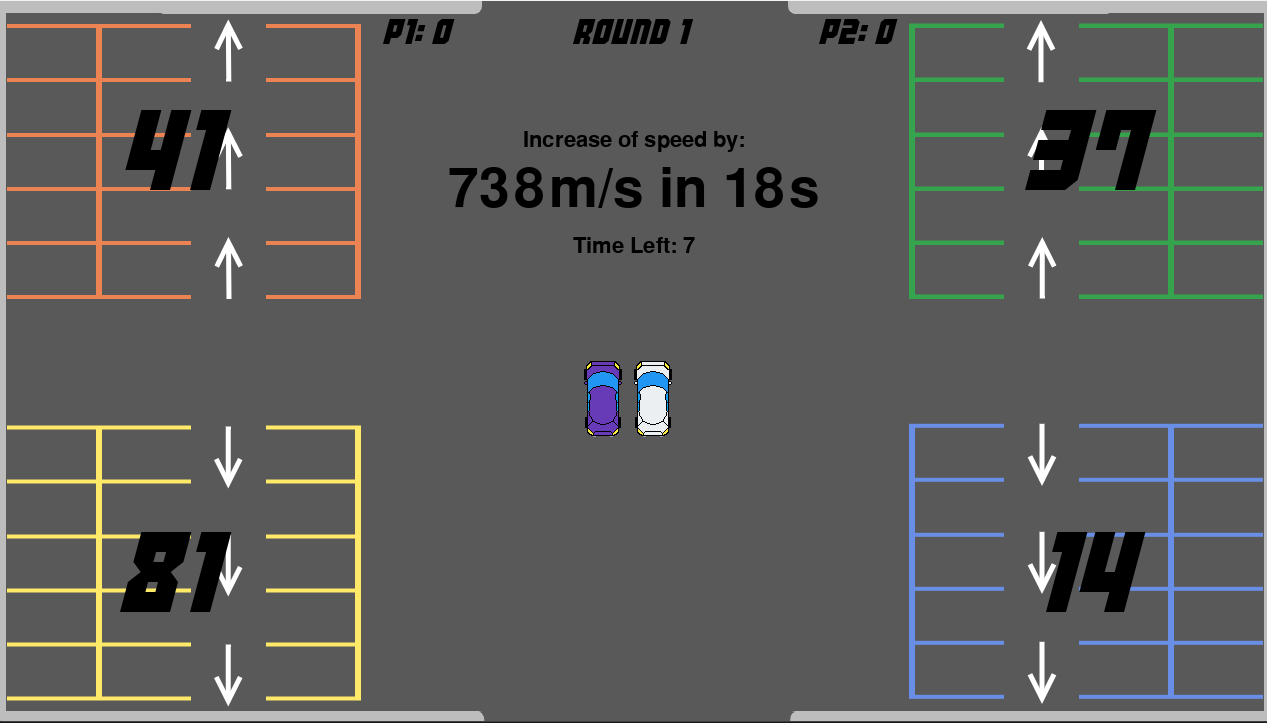 P1: 0 ROUND 1 P2: 0
41 37
Increase of speed by:
738m/s in 18s
Time Left: 7
81 14